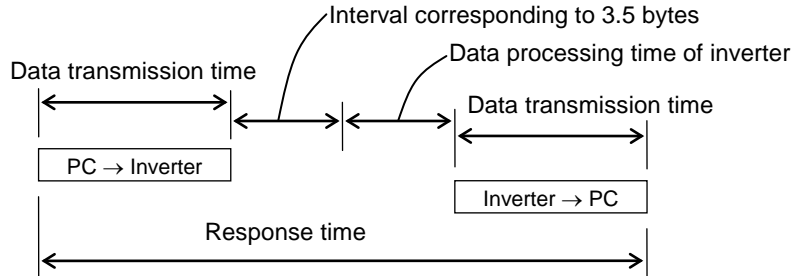 Interval corresponding to 3.5 bytes
Data processing time of inverter
Data transmission time
Data transmission time
PC → Inverter
Inverter → PC
Response time